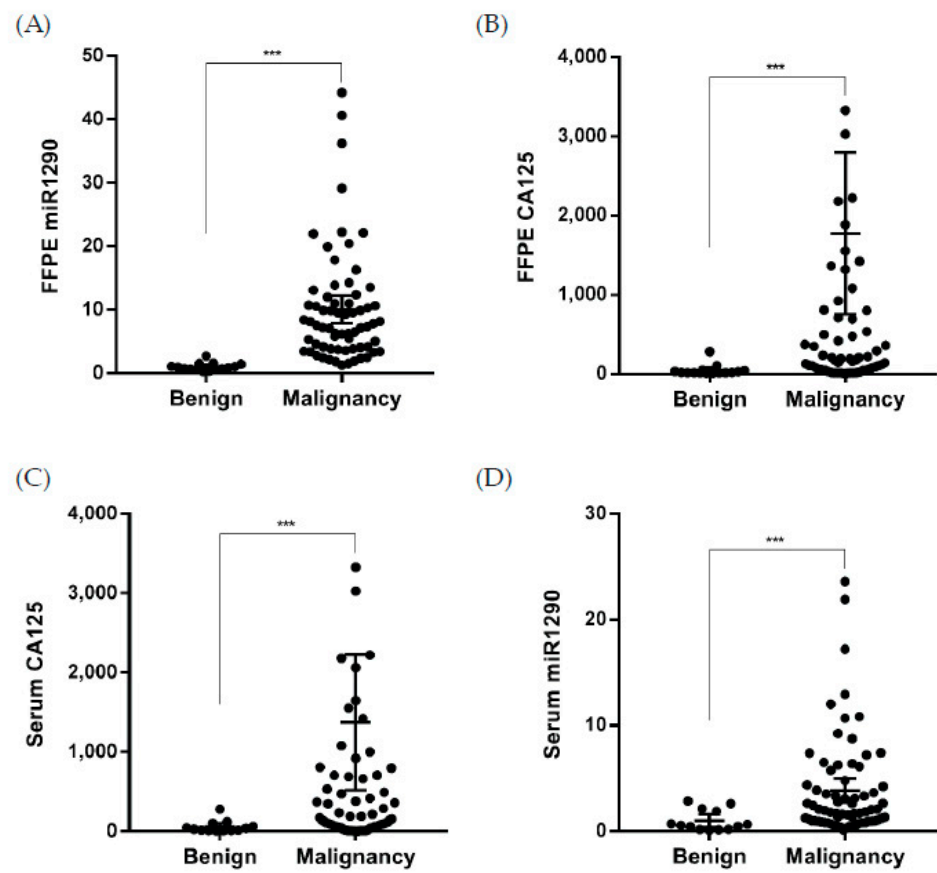 (A)
***
50
40
30
20
10
0
FFPE miR1290
Benign
Malignancy
(B)
***
4,000
3,000
2,000
1,000
0
FFPE CA125
Benign
Malignancy
(C)
***
4,000
3,000
2,000
1,000
0
Serum CA125
Benign
Malignancy
(D)
***
30
20
10
0
Serum miR1290
Benign
Malignancy